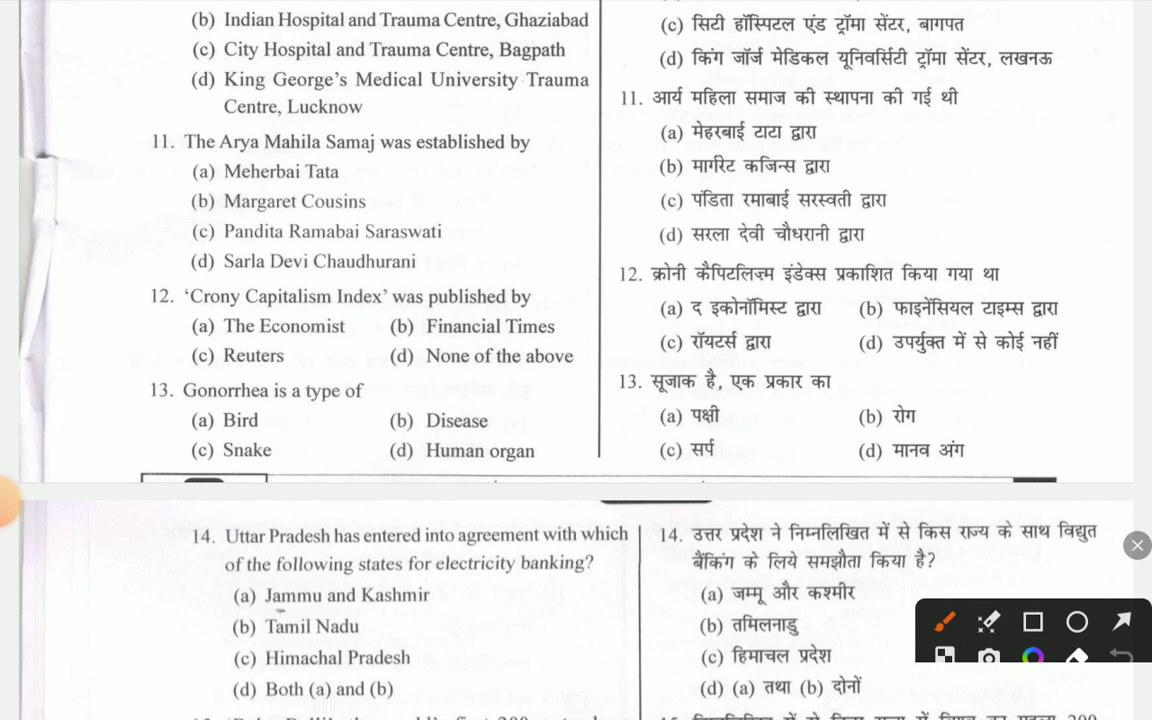 (b) Indian Hospital and Trauma Centre, Ghaziabad
(c) City Hospital and Trauma Centre, Bagpath
(d) King George's Medical University Trauma
Centre, Lucknow
11. The Arya Mahila Samaj was established by
(a) Meherbai Tata
(b) Margaret Cousins
(c) Pandita Ramabai Saraswati
(d) Sarla Devi Chaudhurani
12. 'Crony Capitalism Index' was published by
(a) The Economist (b) Financial Times
(c) Reuters (d) None of the above
13. Gonorrhea is a type of
(a) Bird (b) Disease
(c) Snake (d) Human organ
(c) सिटी हॉस्पिटल एंड ट्रॉमा सेंटर, बागपत
(d) किंग जॉर्ज मेडिकल यूनिवर्सिटी ट्रॉमा सेंटर, लखनऊ
11. आर्य महिला समाज की स्थापना की गई थी
(a) मेहरबाई टाटा द्वारा
(b) मार्गरेट कजिन्स द्वारा
(c) पंडिता रमाबाई सरस्वती द्वारा
(d) सरला देवी चौधरानी द्वारा
12. क्रोनी कैपिटलिज़्म इंडेक्स प्रकाशित किया गया था
(a) द इकोनॉमिस्ट द्वारा (b) फाइनेंसियल टाइम्स द्वारा
(c) रॉयटर्स द्वारा (d) उपर्युक्त में से कोई नहीं
13. सूजाक है, एक प्रकार का
(a) पक्षी (b) रोग
(c) सर्प (d) मानव अंग
14. Uttar Pradesh has entered into agreement with which
of the following states for electricity banking?
(a) Jammu and Kashmir
(b) Tamil Nadu
(c) Himachal Pradesh
(d) Both (a) and (b)
14. उत्तर प्रदेश ने निम्नलिखित में से किस राज्य के साथ विद्युत
बैंकिंग के लिये समझौता किया है?
(a) जम्मू और कश्मीर
(b) तमिलनाडु
(c) हिमाचल प्रदेश
(d) (a) तथा (b) दोनों